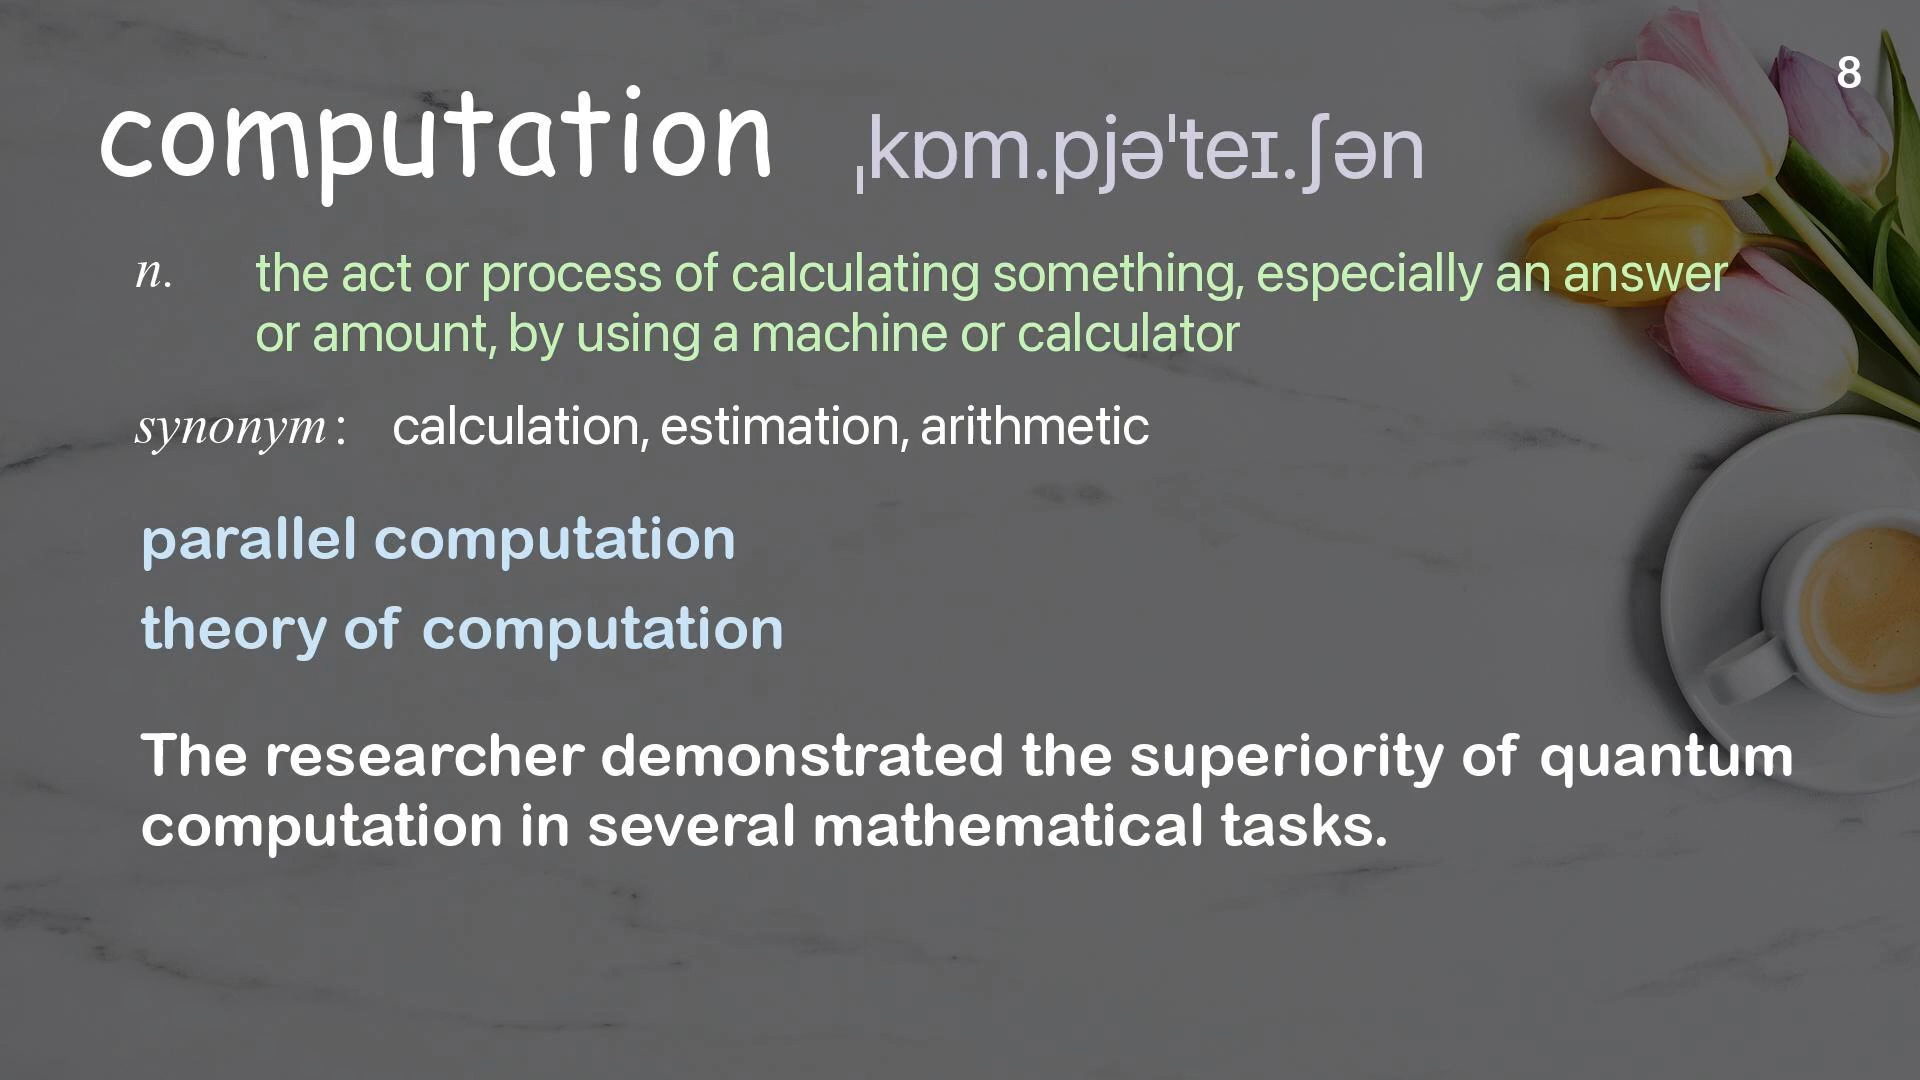 8
computation ˌkɒm.pjəˈteɪ.ʃən
n. the act or process of calculating something, especially an answer
or amount, by using a machine or calculator
synonym : calculation, estimation, arithmetic
parallel computation
theory of computation
The researcher demonstrated the superiority of quantum
computation in several mathematical tasks.